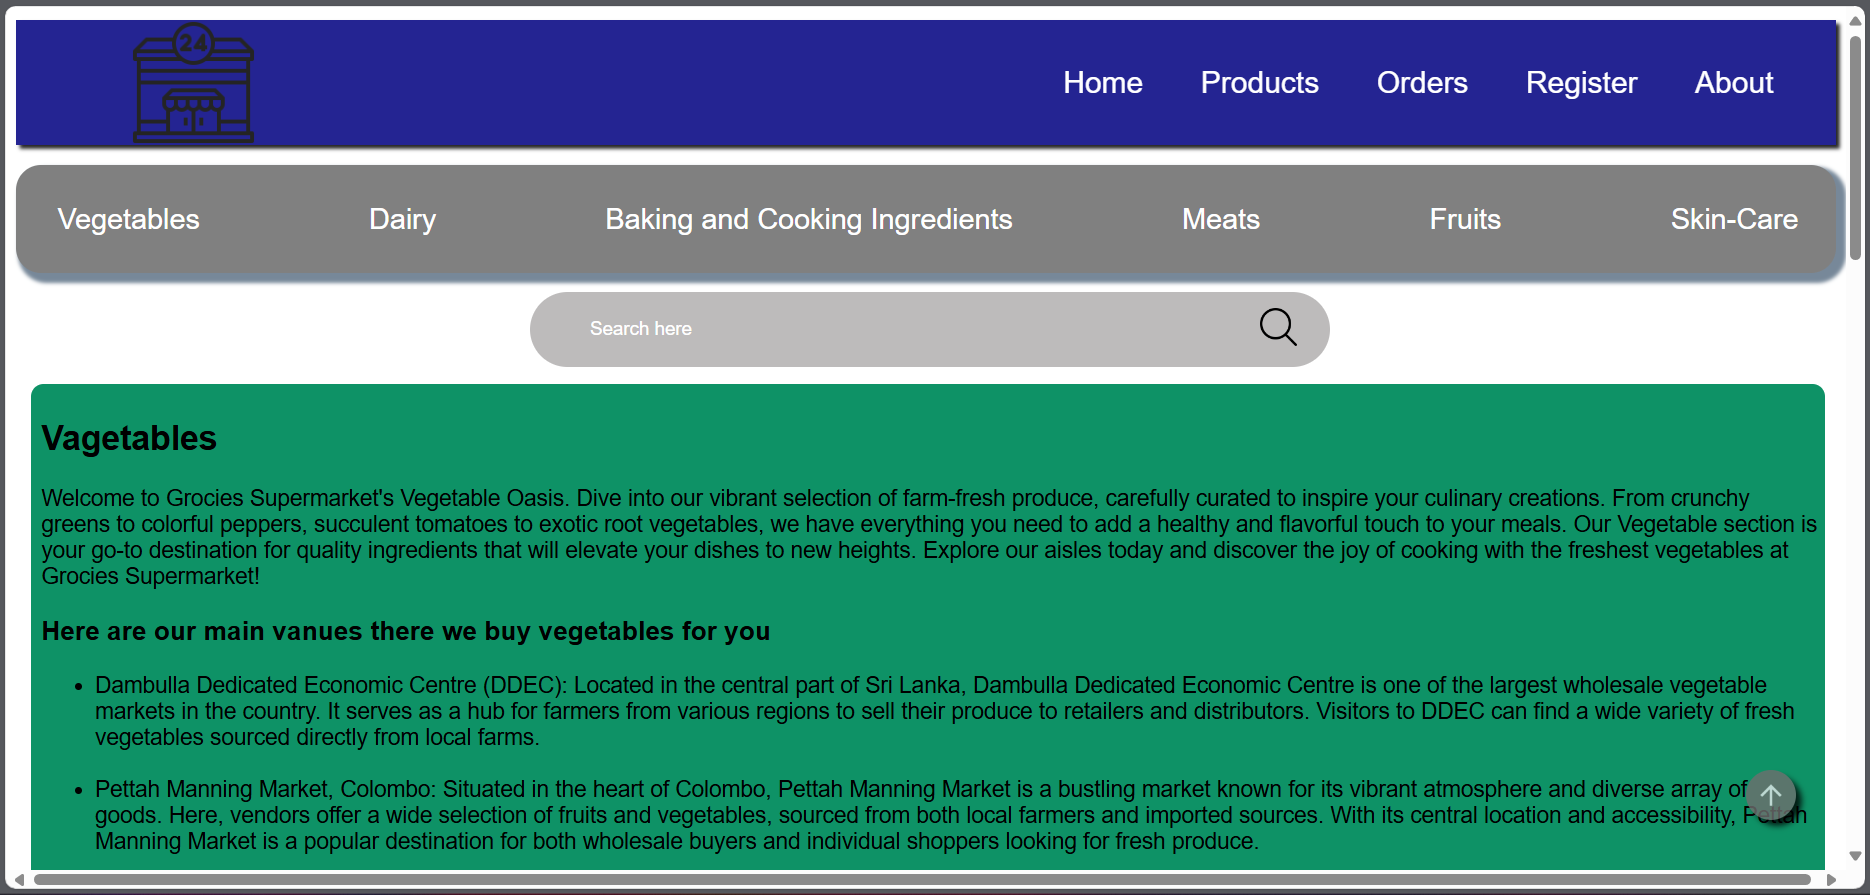 24
Home Products Orders Register About
Vegetables Dairy Baking and Cooking Ingredients Meats Fruits Skin-Care
Search here
Vagetables
Welcome to Grocies Supermarket's Vegetable Oasis. Dive into our vibrant selection of farm-fresh produce, carefully curated to inspire your culinary creations. From crunchy
greens to colorful peppers, succulent tomatoes to exotic root vegetables, we have everything you need to add a healthy and flavorful touch to your meals. Our Vegetable section is
your go-to destination for quality ingredients that will elevate your dishes to new heights. Explore our aisles today and discover the joy of cooking with the freshest vegetables at
Grocies Supermarket!
Here are our main vanues there we buy vegetables for you
• Dambulla Dedicated Economic Centre (DDEC): Located in the central part of Sri Lanka, Dambulla Dedicated Economic Centre is one of the largest wholesale vegetable
markets in the country. It serves as a hub for farmers from various regions to sell their produce to retailers and distributors. Visitors to DDEC can find a wide variety of fresh
vegetables sourced directly from local farms.
• Pettah Manning Market, Colombo: Situated in the heart of Colombo, Pettah Manning Market is a bustling market known for its vibrant atmosphere and diverse array of
goods. Here, vendors offer a wide selection of fruits and vegetables, sourced from both local farmers and imported sources. With its central location and accessibility, Pettah
Manning Market is a popular destination for both wholesale buyers and individual shoppers looking for fresh produce.